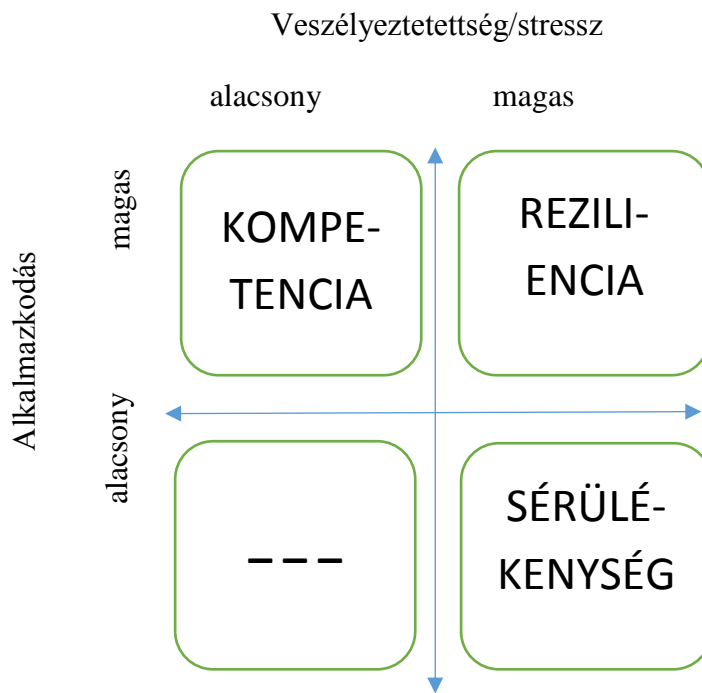 Veszélyeztetettség/stressz
alacsony
magas
Alkalmazkodás
magas
KOMPE-
TENCIA
REZILI-
ENCIA
alacsony
– – –
SÉRÜLÉ-
KENYSÉG